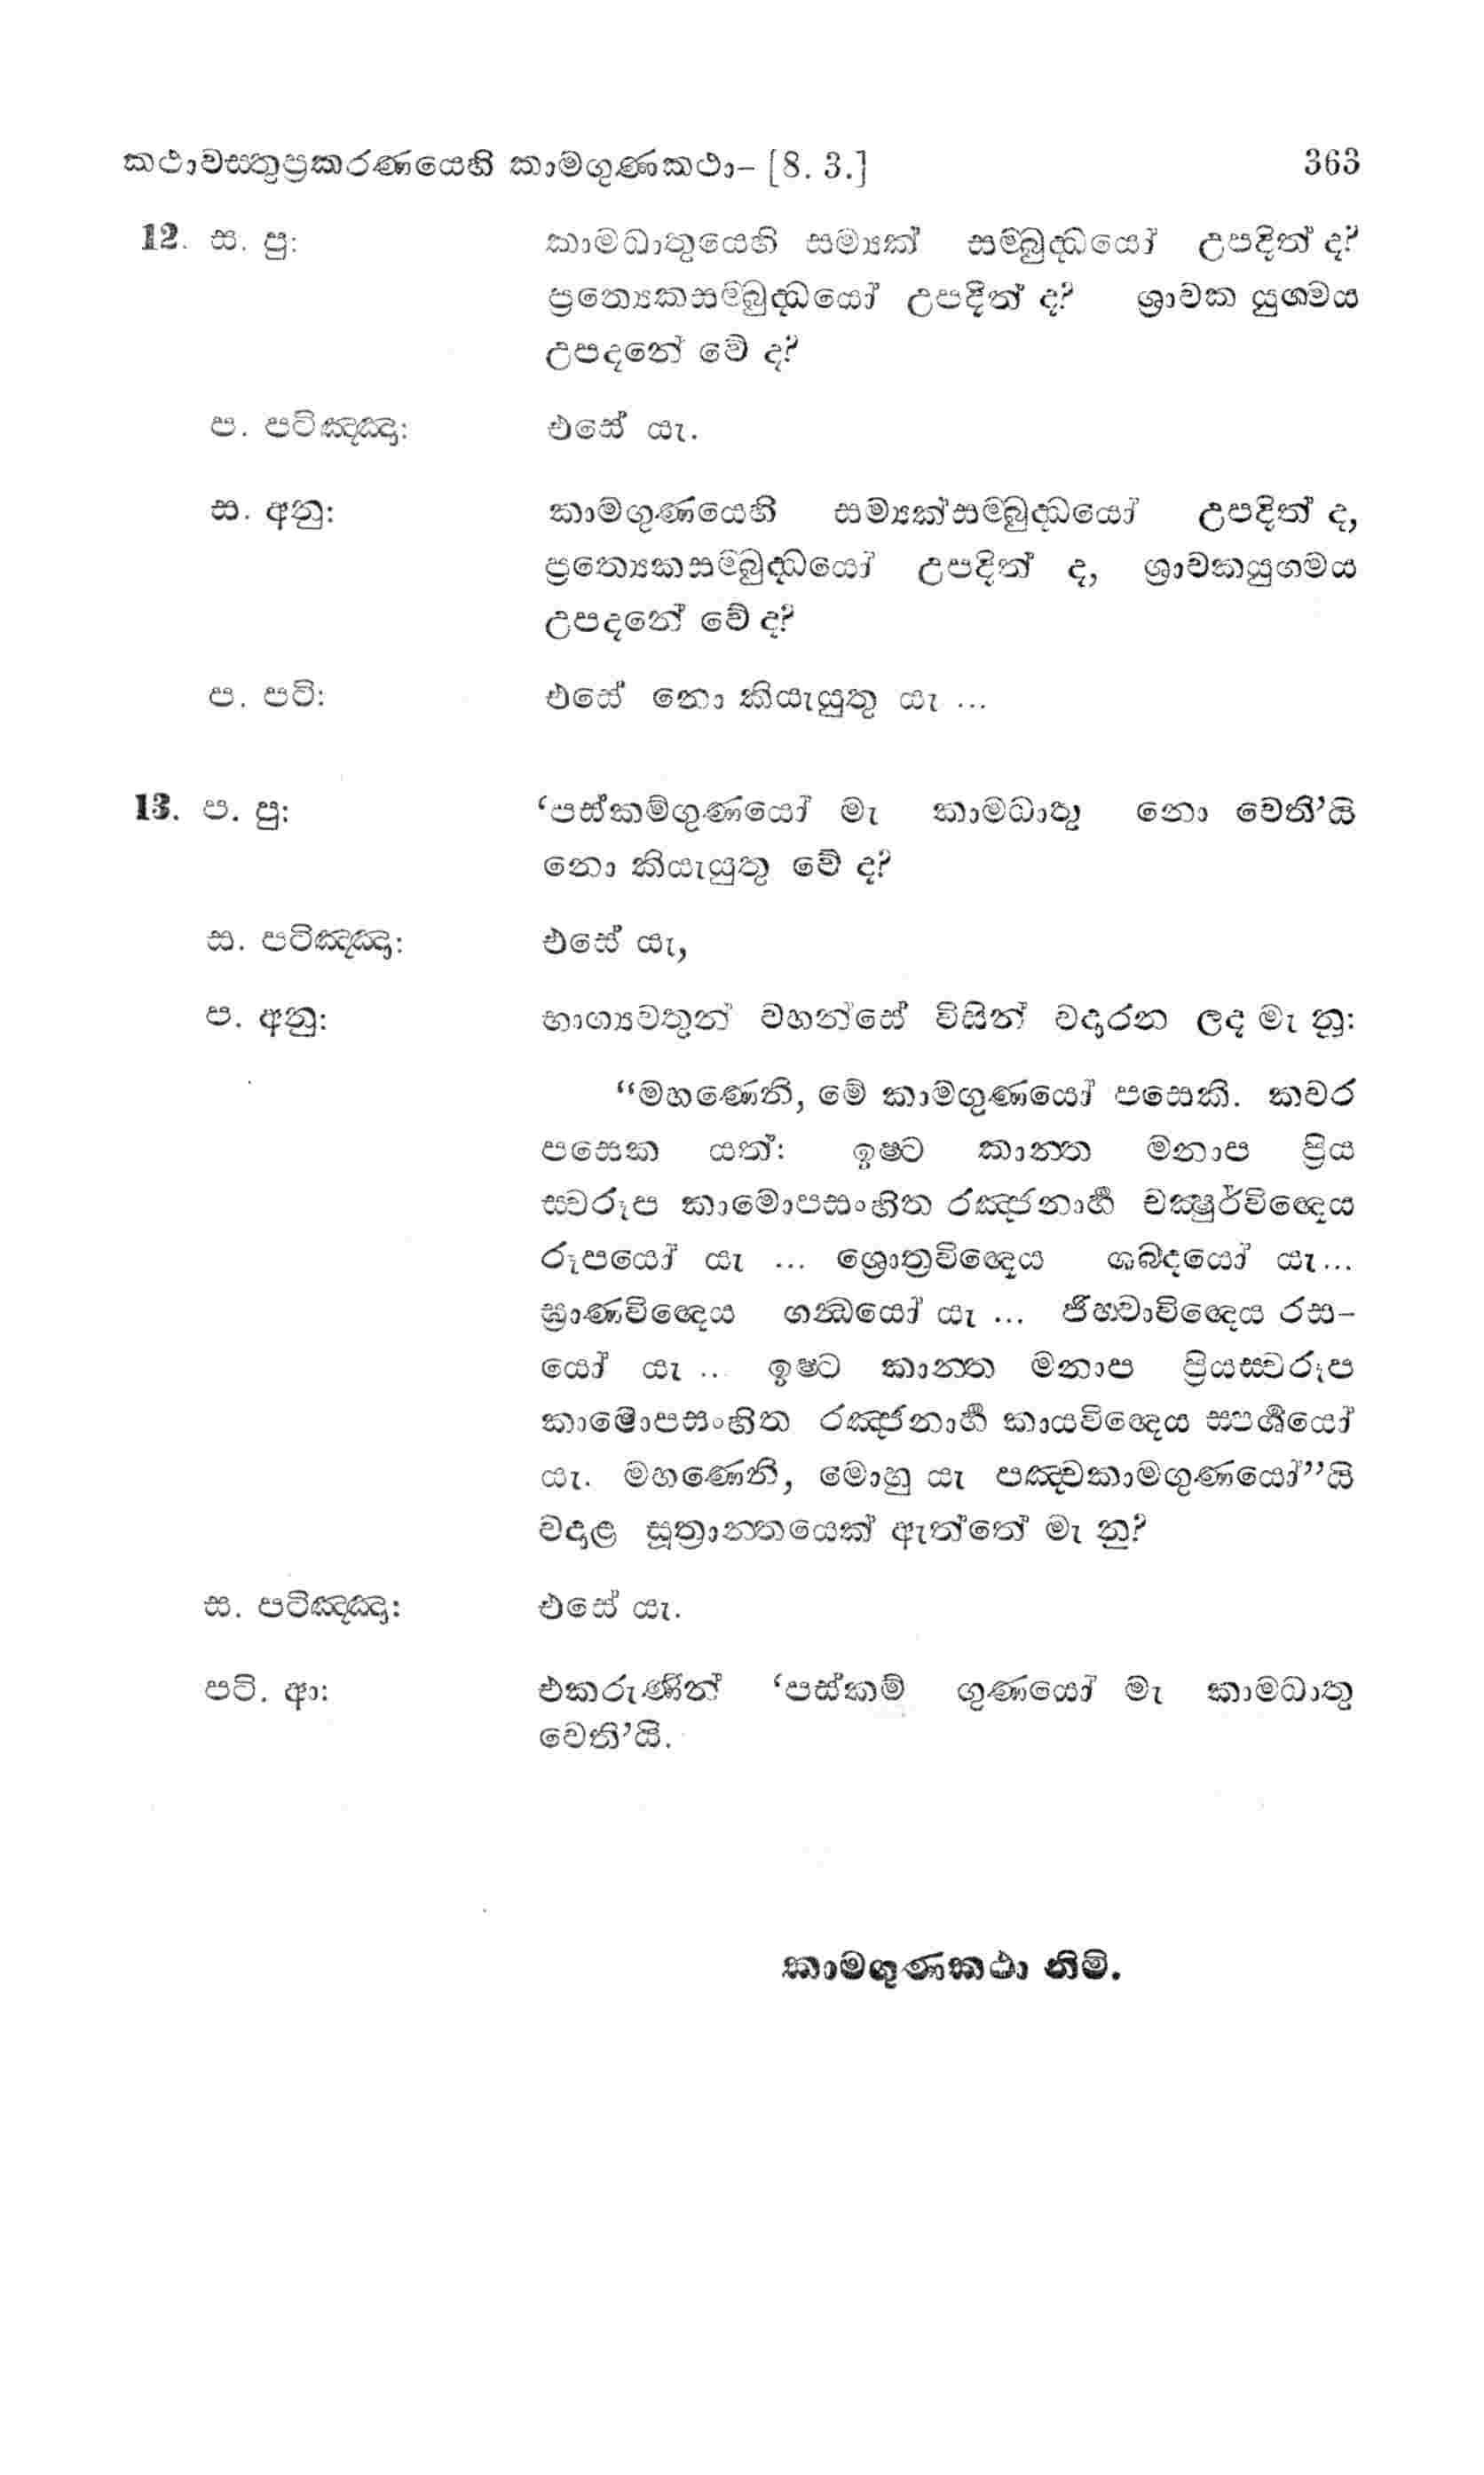 කථාවස්තුප්‍රකරණයෙහි කාමගුණකථා– [8. 3.] 363
12. ස. පු: කාමධාතුයෙහි සම්‍යක් සම්බුද්ධයෝ උපදිත් ද?
ප්‍රත්‍යෙකසම්බුද්ධයෝ උපදිත් ද? ශ්‍රාවක යුගමය
උපදනේ වේ ද?
ප. පටිඤ්ඤා: එසේ යැ.
ස. අනු: කාමගුණයෙහි සම්‍යක්සම්බුද්ධයෝ උපදිත් ද,
ප්‍රත්‍යෙකසම්බුද්ධයෝ උපදිත් ද, ශ්‍රාවකයුගමය
උපදනේ වේ ද?
ප. පටි: එසේ නො කියැයුතු යැ ...
13. ප. පු: ‘පස්කම්ගුණයෝ මැ කාමධාතු නො වෙති’යි
නො කියැයුතු වේ ද?
ස. පටිඤ්ඤා: එසේ යැ,
ප. අනු: භාග්‍යවතුන් වහන්සේ විසින් වදාරන ලද මැ නු:
“මහණෙනි, මේ කාමගුණයෝ පසෙකි. කවර
පසෙක යත්: ඉෂ්ට කාන්ත මනාප ප්‍රිය
ස්වරූප කාමොපසංහිත රඤ්ජනාර්හ චක්ෂුර්විඥෙය
රූපයෝ යැ ... ශ්‍රොත්‍රවිඥෙය ශබ්දයෝ යැ...
ඝ්‍රාණවිඥෙය ගන්ධයෝ යැ ... ජිහ්වාවිඥෙය රස–
යෝ යැ .. ඉෂ්ට කාන්ත මනාප ප්‍රියස්වරූප
කාමොපසංහිත රඤ්ජනාර්හ කායවිඥෙය ස්පර්ශයෝ
යැ. මහණෙනි, මොහු යැ පඤ්චකාමගුණයෝ”යි
වදාළ සූත්‍රාන්තයෙක් ඇත්තේ මැ නු?
ස. පටිඤ්ඤා: එසේ යැ.
පටි. ආ: එකරුණින් ‘පස්කම් ගුණයෝ මැ කාමධාතු
වෙති’යි.
කාමගුණකථා නිමි.